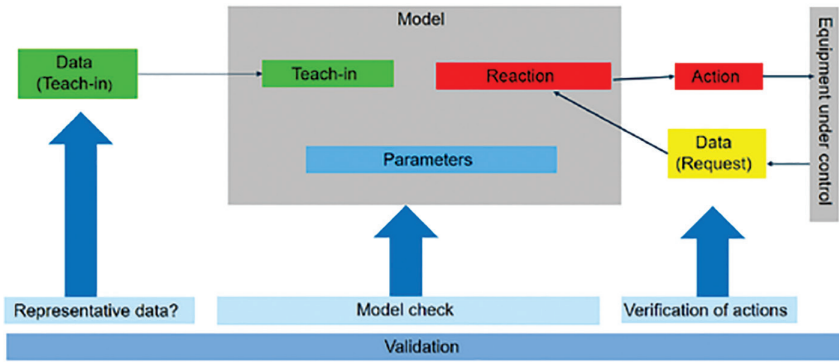 Model
Data
(Teach-in)
Teach-in
Reaction
Action
Equipment under control
Data
(Request)
Parameters
Representative data?
Model check
Verification of actions
Validation